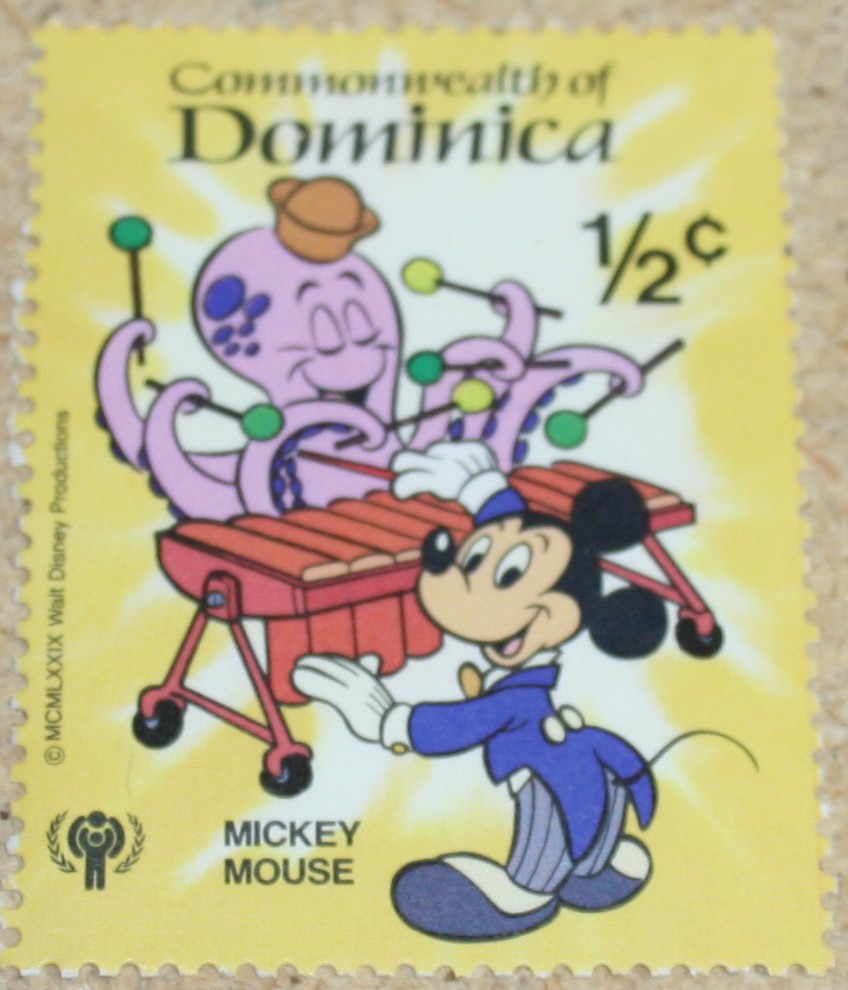 Commonwealth of
Dominica
½¢
© MCMLXXIX Walt Disney Productions
MICKEY
MOUSE